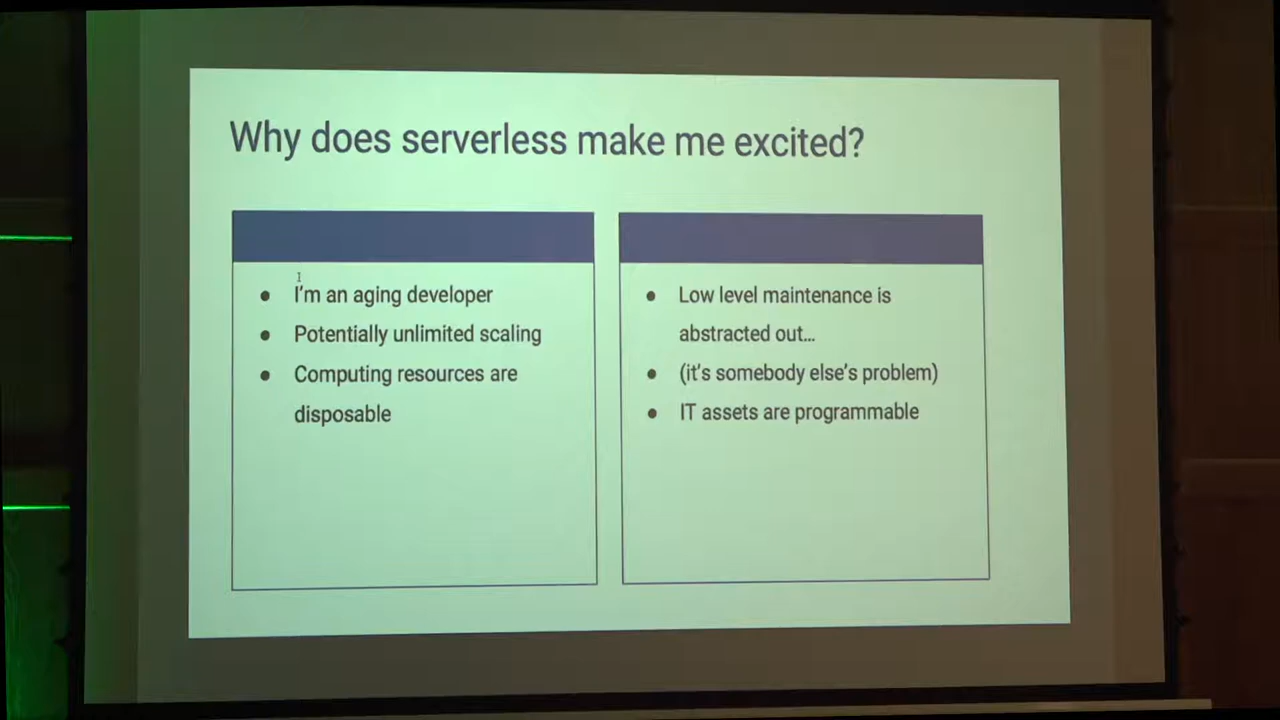 Why does serverless make me excited?
● I'm an aging developer
● Potentially unlimited scaling
● Computing resources are
disposable
● Low level maintenance is
abstracted out...
● (it's somebody else's problem)
● IT assets are programmable